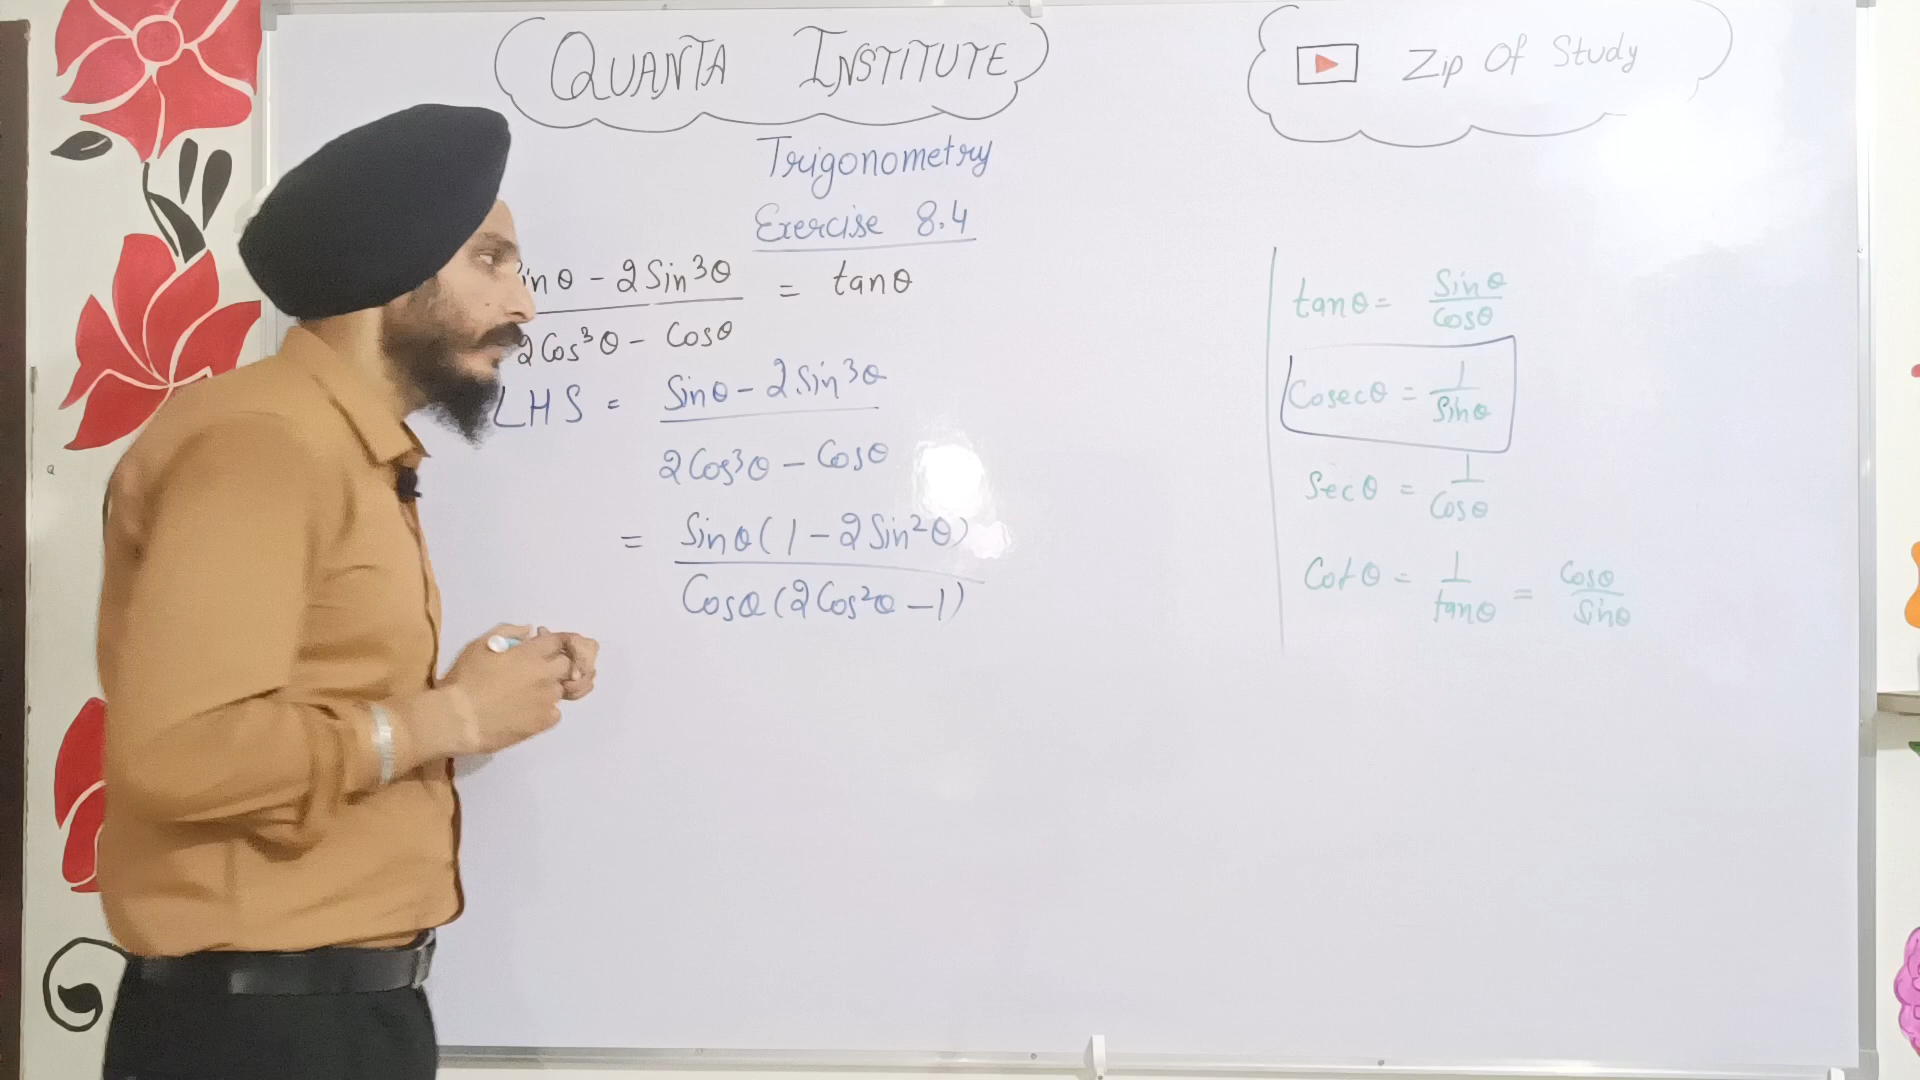 QUANTA INSTITUTE
Zip Of Study
Trigonometry
Exercise 8.4
inθ - 2Sin³θ = tanθ
2Cos³θ - Cosθ
LHS = Sinθ - 2Sin³θ
2Cos³θ - Cosθ
= Sinθ(1 - 2Sin²θ)
Cosθ(2Cos²θ - 1)
tanθ = Sinθ
Cosθ
Cosecθ = 1
Sinθ
Secθ = 1
Cosθ
Cotθ = 1 = Cosθ
tanθ Sinθ